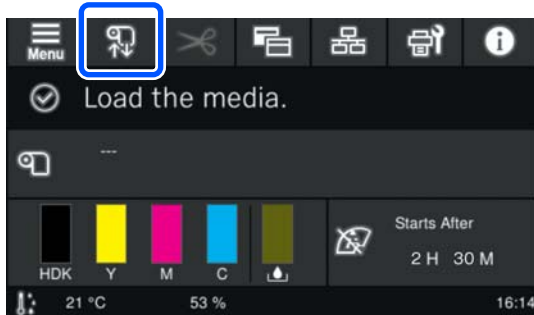 Menu
Load the media.
---
HDK Y M C
Starts After
2 H 30 M
21 °C 53 % 16:14